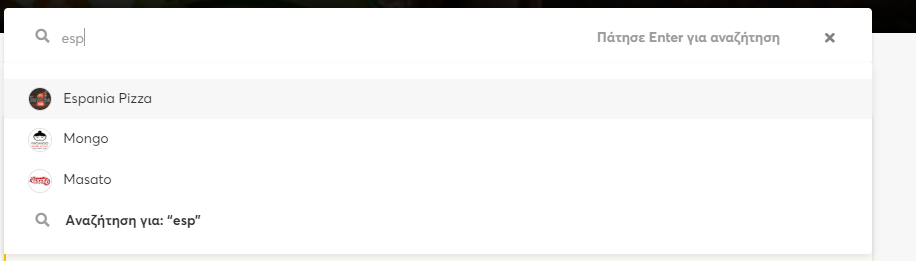 esp Πάτησε Enter για αναζήτηση
Espania Pizza
Mongo
Masato
Αναζήτηση για: “esp”